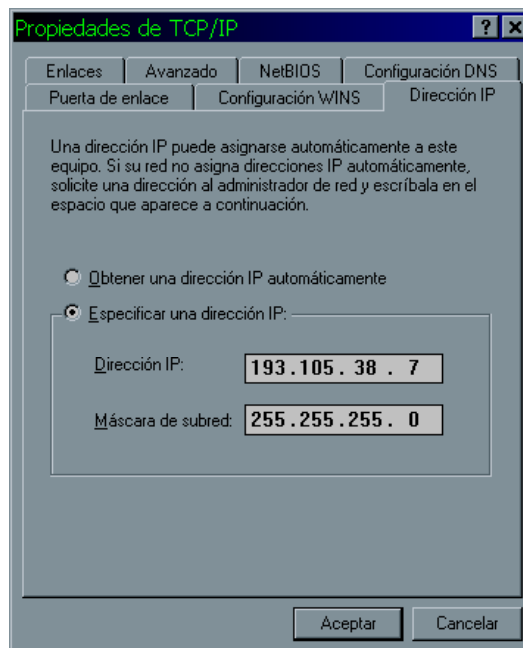 Propiedades de TCP/IP
Enlaces Avanzado NetBIOS Configuración DNS
Puerta de enlace Configuración WINS Dirección IP
Una dirección IP puede asignarse automáticamente a este
equipo. Si su red no asigna direcciones IP automáticamente,
solicite una dirección al administrador de red y escríbala en el
espacio que aparece a continuación.
Obtener una dirección IP automáticamente
Especificar una dirección IP:
Dirección IP: 193.105.38.7
Máscara de subred: 255.255.255.0
Aceptar Cancelar